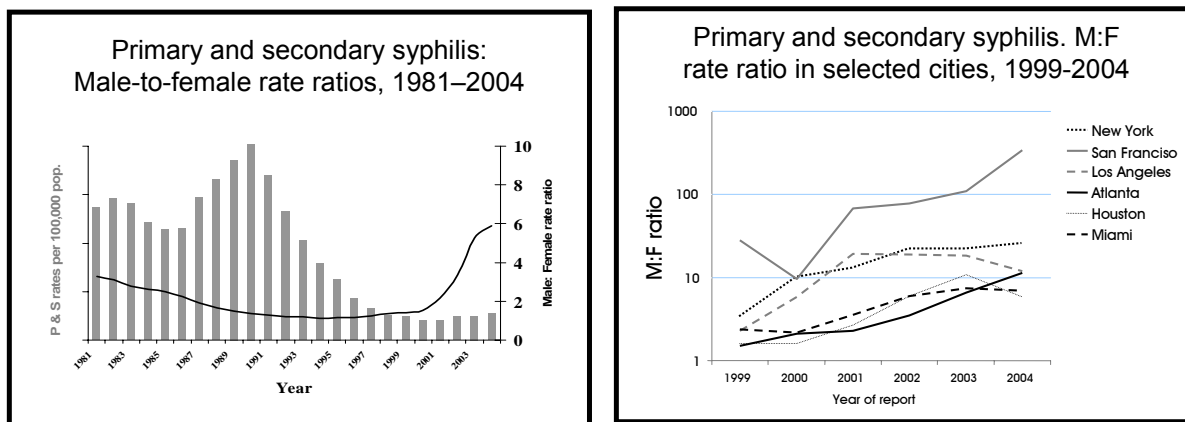 Primary and secondary syphilis:
Male-to-female rate ratios, 1981–2004
P & S rates per 100,000 pop.
10
8
6
4
2
0
Male: Female rate ratio
1981
1983
1985
1987
1989
1991
1993
1995
1997
1999
2001
2003
Year
Primary and secondary syphilis. M:F
rate ratio in selected cities, 1999-2004
M:F ratio
1000
100
10
1
1999 2000 2001 2002 2003 2004
Year of report
New York
San Franciso
Los Angeles
Atlanta
Houston
Miami